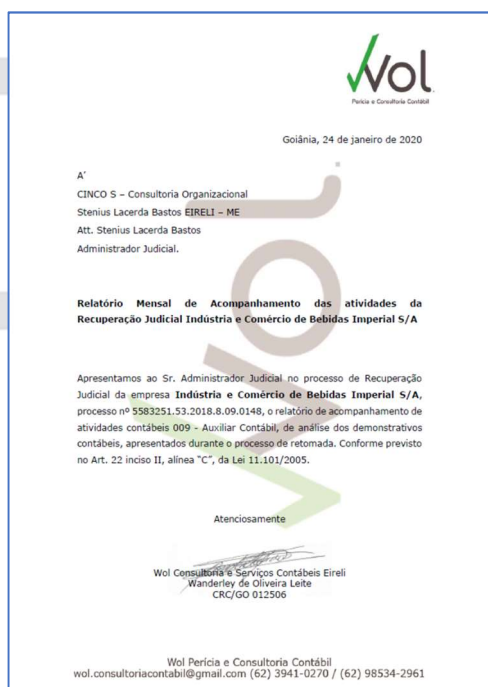 Wol
Perícia e Consultoria Contábil
Goiânia, 24 de janeiro de 2020
A´
CINCO S – Consultoria Organizacional
Stenius Lacerda Bastos EIRELI – ME
Att. Stenius Lacerda Bastos
Administrador Judicial.
Relatório Mensal de Acompanhamento das atividades da
Recuperação Judicial Indústria e Comércio de Bebidas Imperial S/A
Apresentamos ao Sr. Administrador Judicial no processo de Recuperação
Judicial da empresa Indústria e Comércio de Bebidas Imperial S/A,
processo nº 5583251.53.2018.8.09.0148, o relatório de acompanhamento de
atividades contábeis 009 - Auxiliar Contábil, de análise dos demonstrativos
contábeis, apresentados durante o processo de retomada. Conforme previsto
no Art. 22 inciso II, alínea "C", da Lei 11.101/2005.
Atenciosamente
Wol Consultoria e Serviços Contábeis Eireli
Wanderley de Oliveira Leite
CRC/GO 012506
Wol Perícia e Consultoria Contábil
wol.consultoriacontabil@gmail.com (62) 3941-0270 / (62) 98534-2961